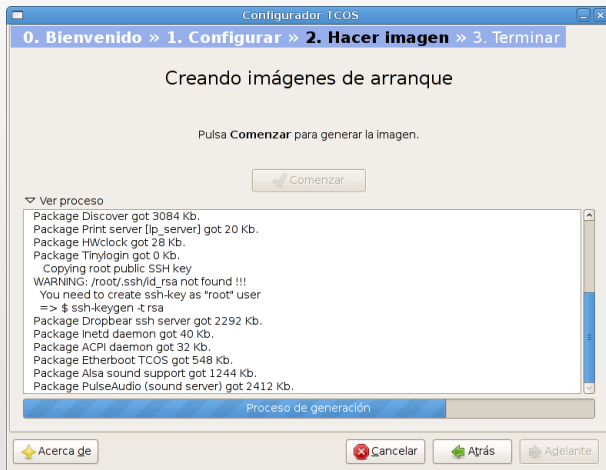 Configurador TCOS
0. Bienvenido » 1. Configurar » 2. Hacer imagen » 3. Terminar
Creando imágenes de arranque
Pulsa Comenzar para generar la imagen.
Comenzar
Ver proceso
Package Discover got 3084 Kb.
Package Print server [lp_server] got 20 Kb.
Package HWclock got 28 Kb.
Package Tinylogin got 0 Kb.
Copying root public SSH key
WARNING: /root/.ssh/id_rsa not found !!!
You need to create ssh-key as "root" user
=> $ ssh-keygen -t rsa
Package Dropbear ssh server got 2292 Kb.
Package Inetd daemon got 40 Kb.
Package ACPI daemon got 32 Kb.
Package Etherboot TCOS got 548 Kb.
Package Alsa sound support got 1244 Kb.
Package PulseAudio (sound server) got 2412 Kb.
Proceso de generación
Acerca de
Cancelar
Atrás
Adelante